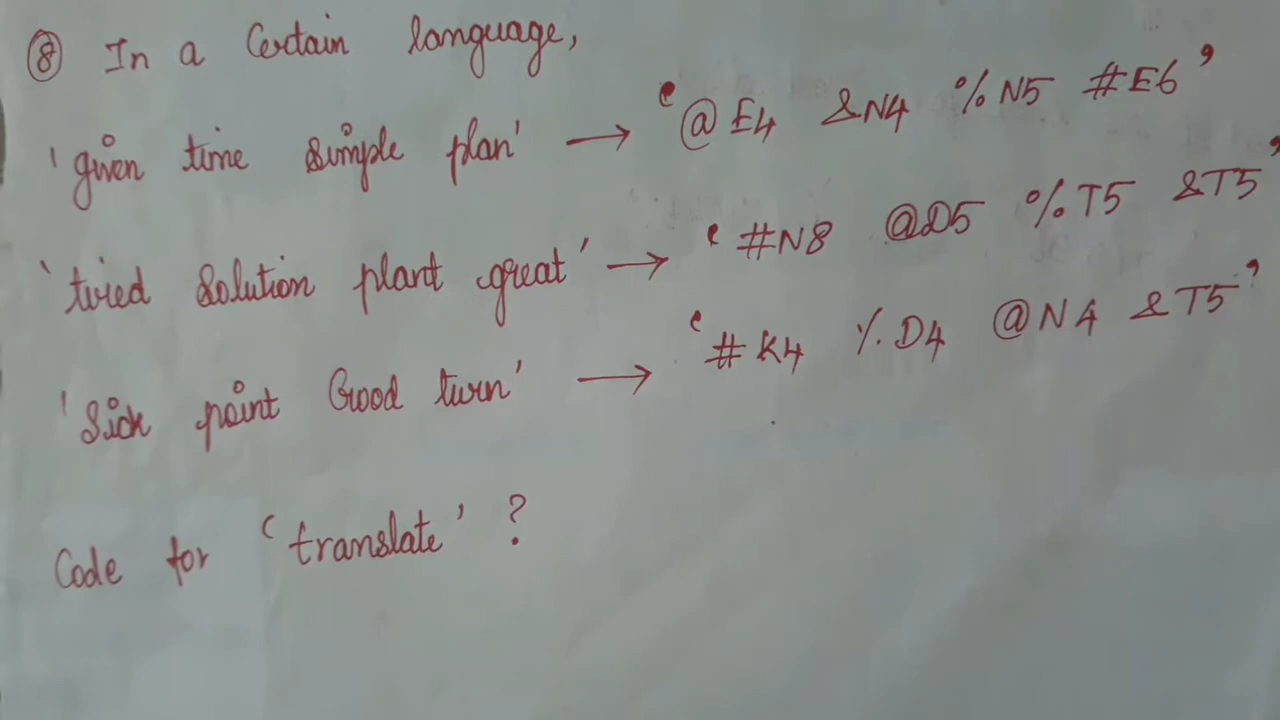 ⑧ In a Certain language,
'given time simple plan' → '@E4 &N4 %N5 #E6'
'tired solution plant great' → '#N8 @D5 %T5 &T5'
'Sick point Good turn' → '#K4 %D4 @N4 &T5'
Code for 'translate' ?